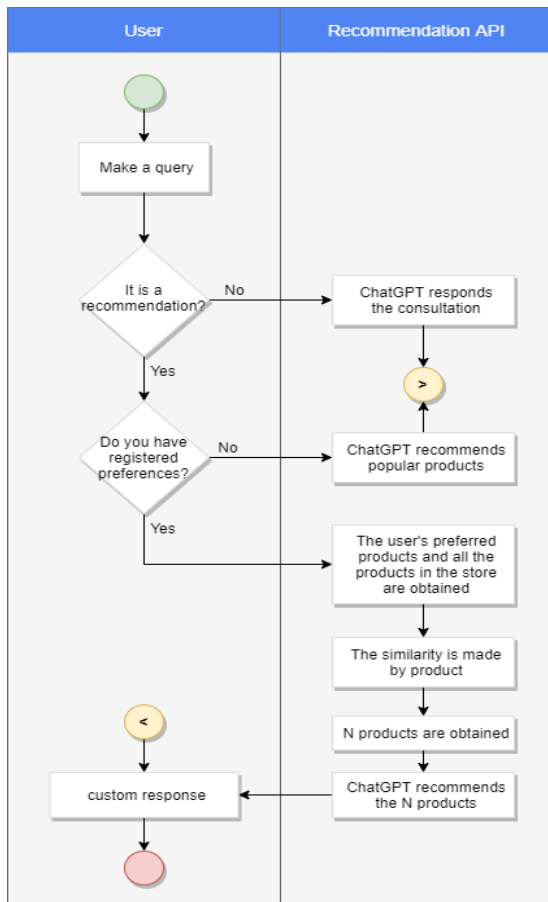 User
Recommendation API
Make a query
It is a
recommendation?
No
ChatGPT responds
the consultation
Yes
>
Do you have
registered
preferences?
No
ChatGPT recommends
popular products
Yes
The user's preferred
products and all the
products in the store
are obtained
The similarity is made
by product
<
N products are obtained
custom response
ChatGPT recommends
the N products